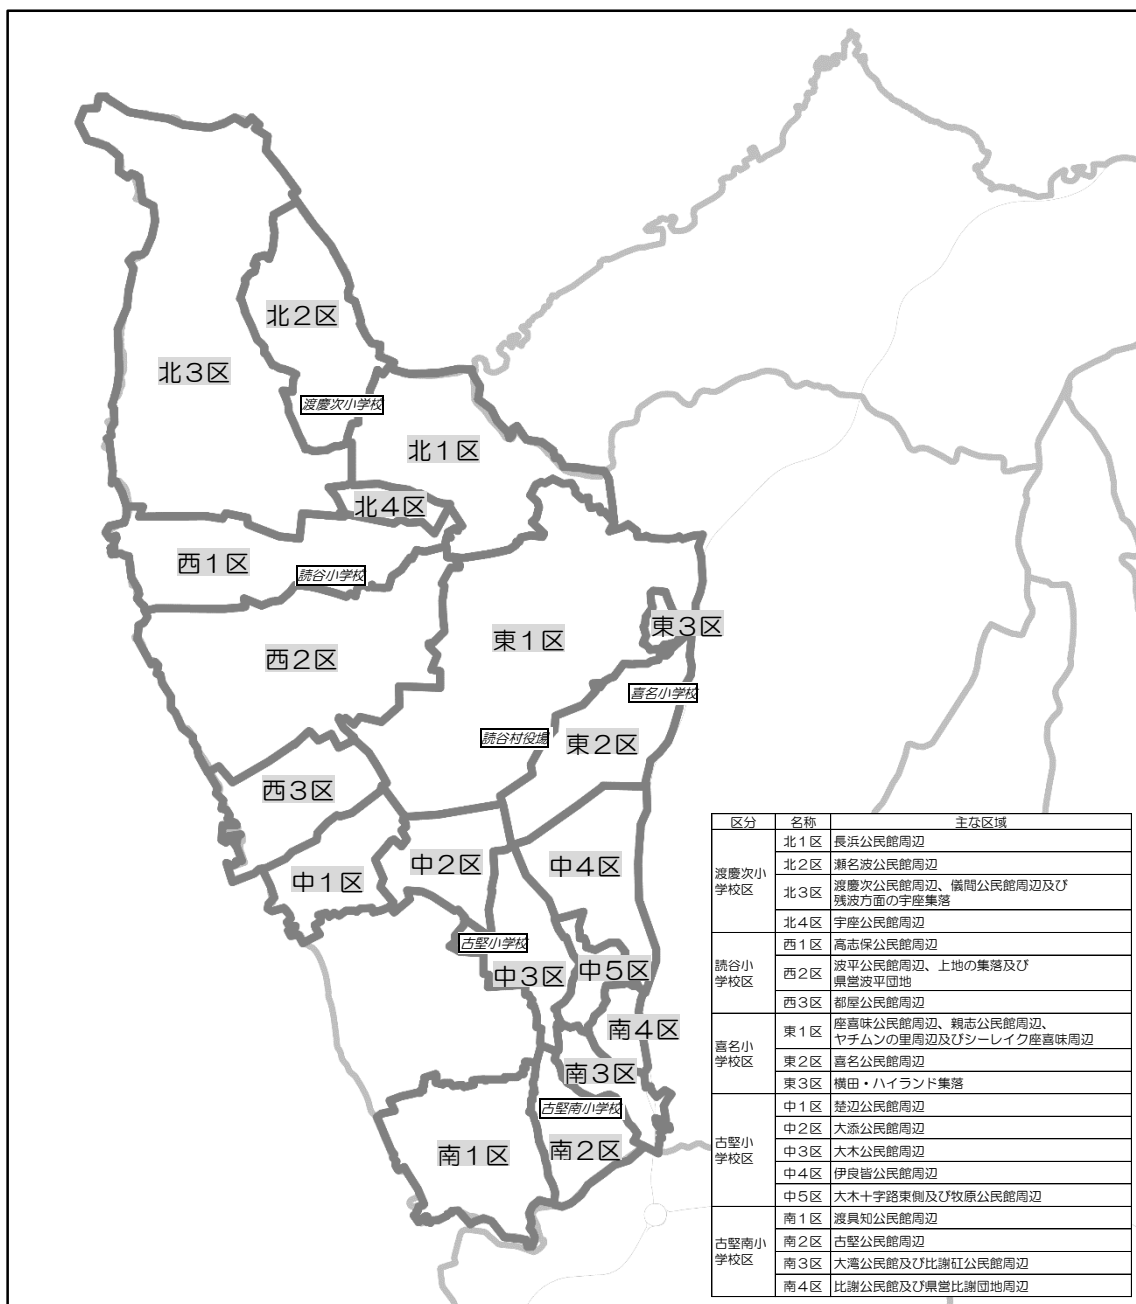 北2区
北3区
渡慶次小学校
北1区
北4区
西1区
読谷小学校
東3区
東1区
西2区
喜名小学校
読谷村役場
東2区
西3区
中2区
中4区
中1区
古堅小学校
中5区
中3区
南4区
南3区
古堅南小学校
南1区
南2区
区分 名称 主な区域
渡慶次小
学校区
北1区 長浜公民館周辺
北2区 瀬名波公民館周辺
北3区 渡慶次公民館周辺、儀間公民館周辺及び
残波方面の宇座集落
北4区 宇座公民館周辺
読谷小
学校区
西1区 高志保公民館周辺
西2区 波平公民館周辺、上地の集落及び
県営波平団地
西3区 都屋公民館周辺
喜名小
学校区
東1区 座喜味公民館周辺、親志公民館周辺、
ヤチムンの里周辺及びシーレイク座喜味周辺
東2区 喜名公民館周辺
東3区 横田・ハイランド集落
古堅小
学校区
中1区 楚辺公民館周辺
中2区 大添公民館周辺
中3区 大木公民館周辺
中4区 伊良皆公民館周辺
中5区 大木十字路東側及び牧原公民館周辺
古堅南小
学校区
南1区 渡具知公民館周辺
南2区 古堅公民館周辺
南3区 大湾公民館及び比謝矼公民館周辺
南4区 比謝公民館及び県営比謝団地周辺